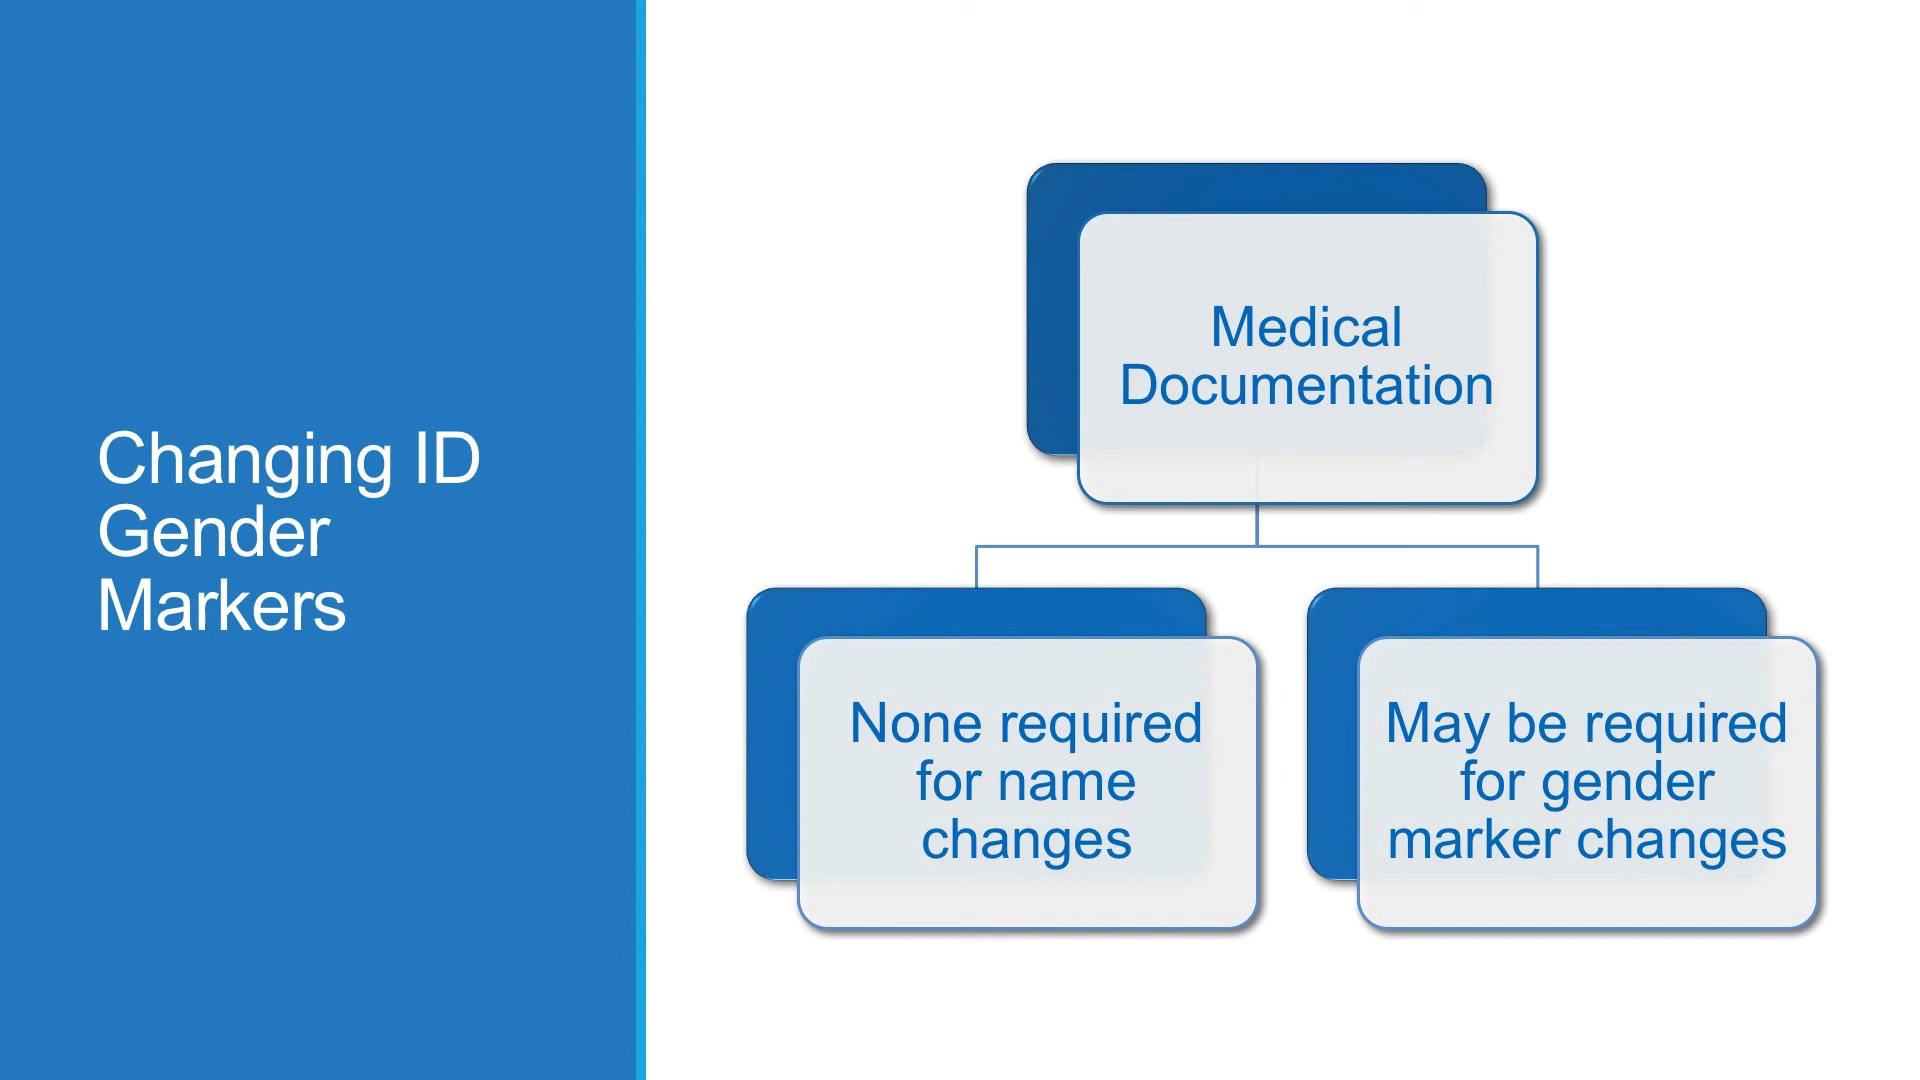 Changing ID
Gender
Markers
Medical
Documentation
None required
for name
changes
May be required
for gender
marker changes